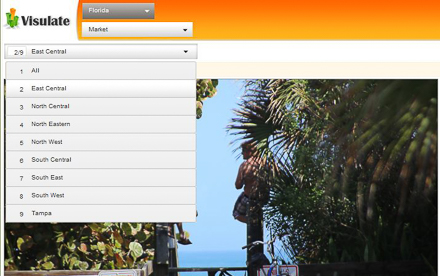 Visulate
Florida
Market
2/9 East Central
1 All
2 East Central
3 North Central
4 North Eastern
5 North West
6 South Central
7 South East
8 South West
9 Tampa